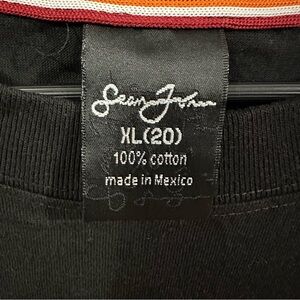 Sean John
XL(20)
100% cotton
made in Mexico